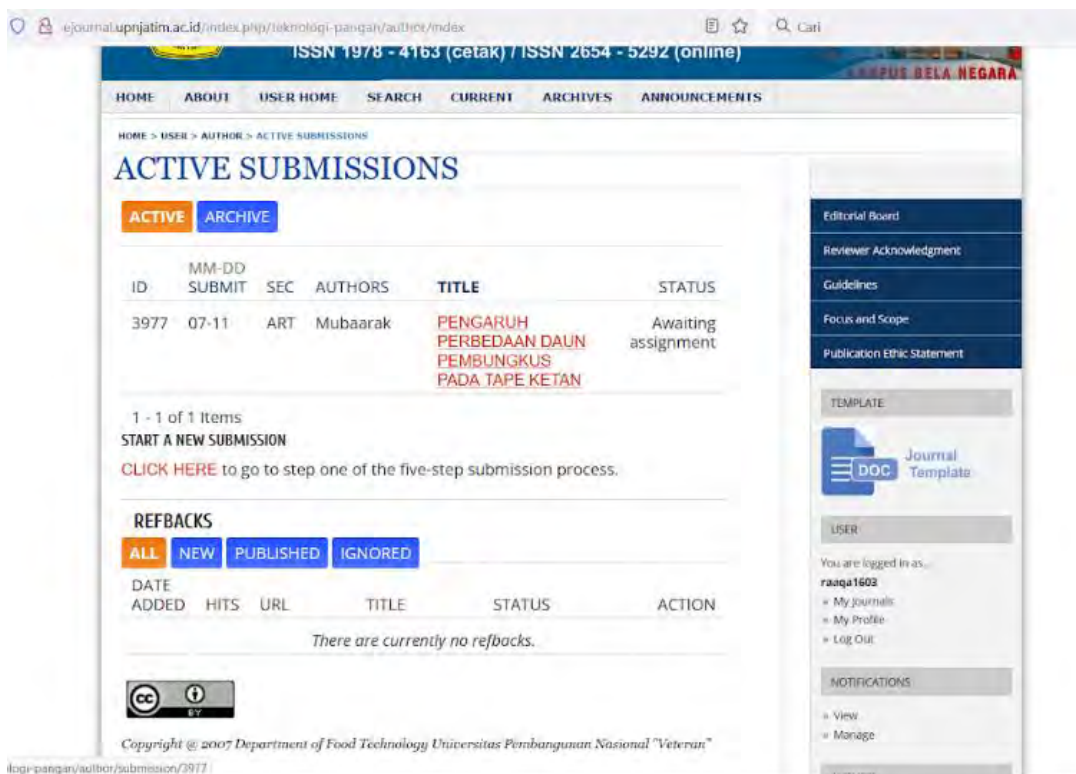 ejournal.upnjatim.ac.id/index.php/teknologi-pangan/author/index
Cari
ISSN 1978 - 4163 (cetak) / ISSN 2654 - 5292 (online)
KAMPUS BELA NEGARA
HOME ABOUT USER HOME SEARCH CURRENT ARCHIVES ANNOUNCEMENTS
HOME > USER > AUTHOR > ACTIVE SUBMISSIONS
ACTIVE SUBMISSIONS
ACTIVE ARCHIVE
MM-DD
ID SUBMIT SEC AUTHORS TITLE STATUS
3977 07-11 ART Mubaarak PENGARUH Awaiting
PERBEDAAN DAUN assignment
PEMBUNGKUS
PADA TAPE KETAN
1 - 1 of 1 Items
START A NEW SUBMISSION
CLICK HERE to go to step one of the five-step submission process.
REFBACKS
ALL NEW PUBLISHED IGNORED
DATE
ADDED HITS URL TITLE STATUS ACTION
There are currently no refbacks.
cc
BY
Copyright @ 2007 Department of Food Technology Universitas Pembangunan Nasional "Veteran"
logi-pangan/author/submission/3977
Editorial Board
Reviewer Acknowledgment
Guidelines
Focus and Scope
Publication Ethic Statement
TEMPLATE
DOC
Journal
Template
USER
You are logged in as...
raaqa1603
» My Journals
» My Profile
» Log Out
NOTIFICATIONS
» View
» Manage